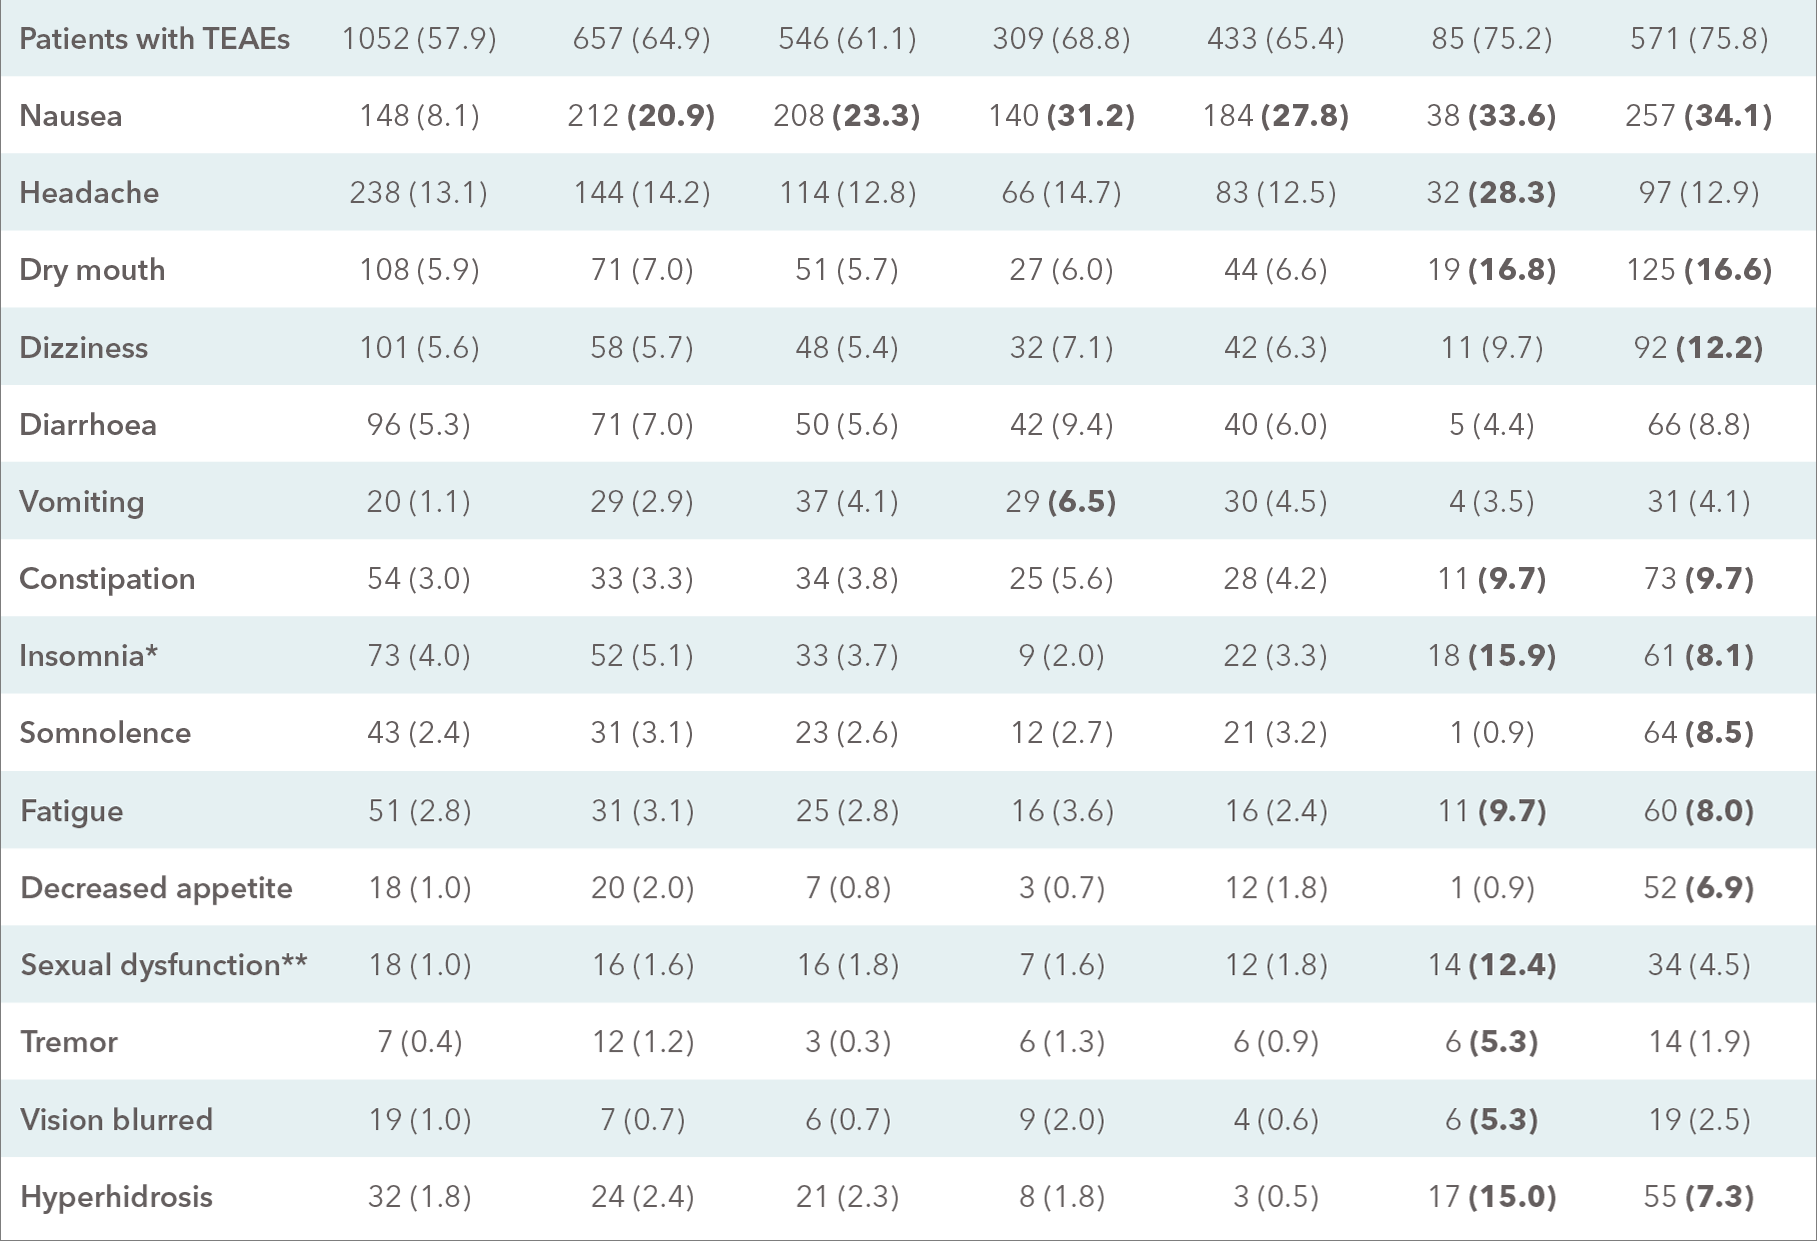 Patients with TEAEs 1052 (57.9) 657 (64.9) 546 (61.1) 309 (68.8) 433 (65.4) 85 (75.2) 571 (75.8)
Nausea 148 (8.1) 212 (20.9) 208 (23.3) 140 (31.2) 184 (27.8) 38 (33.6) 257 (34.1)
Headache 238 (13.1) 144 (14.2) 114 (12.8) 66 (14.7) 83 (12.5) 32 (28.3) 97 (12.9)
Dry mouth 108 (5.9) 71 (7.0) 51 (5.7) 27 (6.0) 44 (6.6) 19 (16.8) 125 (16.6)
Dizziness 101 (5.6) 58 (5.7) 48 (5.4) 32 (7.1) 42 (6.3) 11 (9.7) 92 (12.2)
Diarrhoea 96 (5.3) 71 (7.0) 50 (5.6) 42 (9.4) 40 (6.0) 5 (4.4) 66 (8.8)
Vomiting 20 (1.1) 29 (2.9) 37 (4.1) 29 (6.5) 30 (4.5) 4 (3.5) 31 (4.1)
Constipation 54 (3.0) 33 (3.3) 34 (3.8) 25 (5.6) 28 (4.2) 11 (9.7) 73 (9.7)
Insomnia* 73 (4.0) 52 (5.1) 33 (3.7) 9 (2.0) 22 (3.3) 18 (15.9) 61 (8.1)
Somnolence 43 (2.4) 31 (3.1) 23 (2.6) 12 (2.7) 21 (3.2) 1 (0.9) 64 (8.5)
Fatigue 51 (2.8) 31 (3.1) 25 (2.8) 16 (3.6) 16 (2.4) 11 (9.7) 60 (8.0)
Decreased appetite 18 (1.0) 20 (2.0) 7 (0.8) 3 (0.7) 12 (1.8) 1 (0.9) 52 (6.9)
Sexual dysfunction** 18 (1.0) 16 (1.6) 16 (1.8) 7 (1.6) 12 (1.8) 14 (12.4) 34 (4.5)
Tremor 7 (0.4) 12 (1.2) 3 (0.3) 6 (1.3) 6 (0.9) 6 (5.3) 14 (1.9)
Vision blurred 19 (1.0) 7 (0.7) 6 (0.7) 9 (2.0) 4 (0.6) 6 (5.3) 19 (2.5)
Hyperhidrosis 32 (1.8) 24 (2.4) 21 (2.3) 8 (1.8) 3 (0.5) 17 (15.0) 55 (7.3)